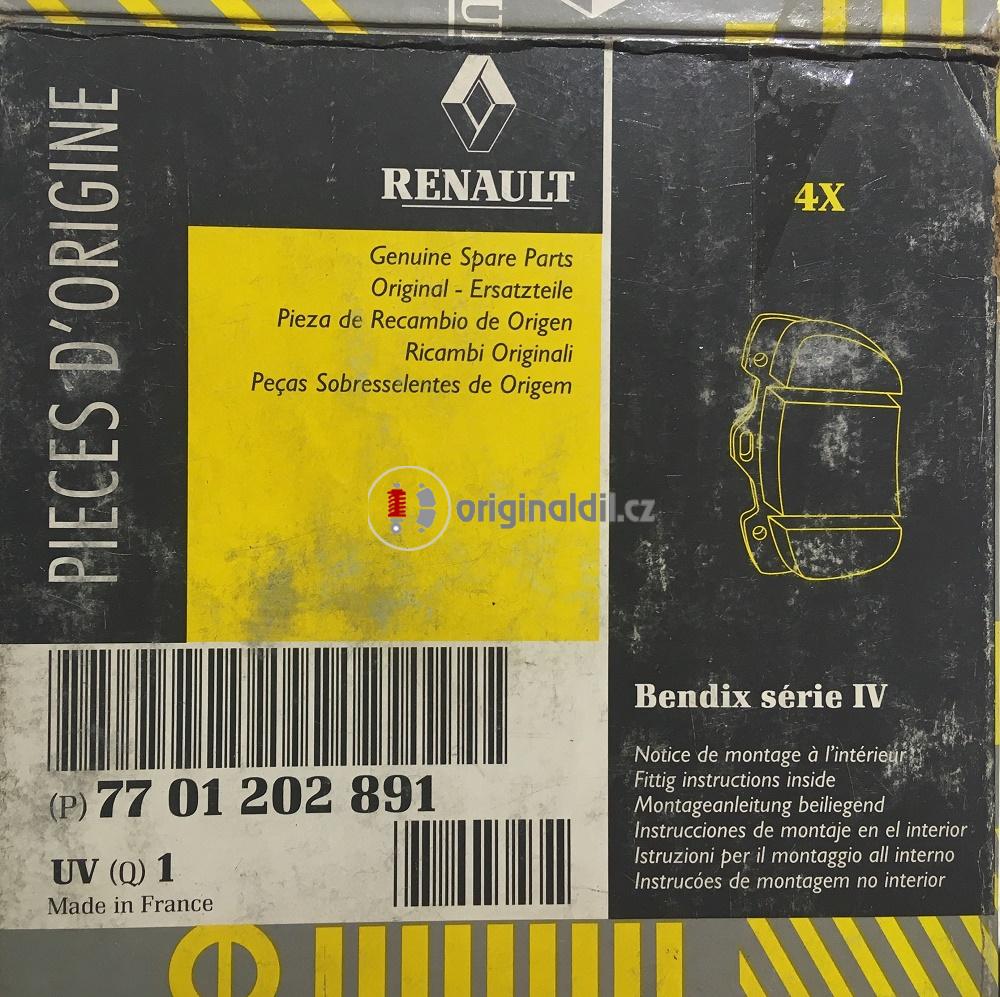 PIECES D'ORIGINE
RENAULT
Genuine Spare Parts
Original - Ersatzteile
Pieza de Recambio de Origen
Ricambi Originali
Peças Sobresselentes de Origem
originaldil.cz
(P) 77 01 202 891
UV (Q) 1
Made in France
4X
Bendix série IV
Notice de montage à l'intérieur
Fittig instructions inside
Montageanleitung beiliegend
Instrucciones de montaje en el interior
Istruzioni per il montaggio all interno
Instrucóes de montagem no interior